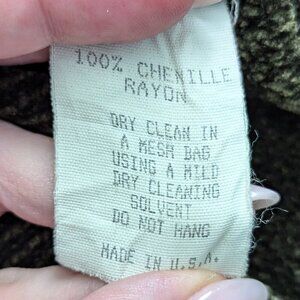 100% CHENILLE
RAYON
DRY CLEAN IN
A MESH BAG
USING A MILD
DRY CLEANING
SOLVENT
DO NOT HANG
MADE IN U.S.A.